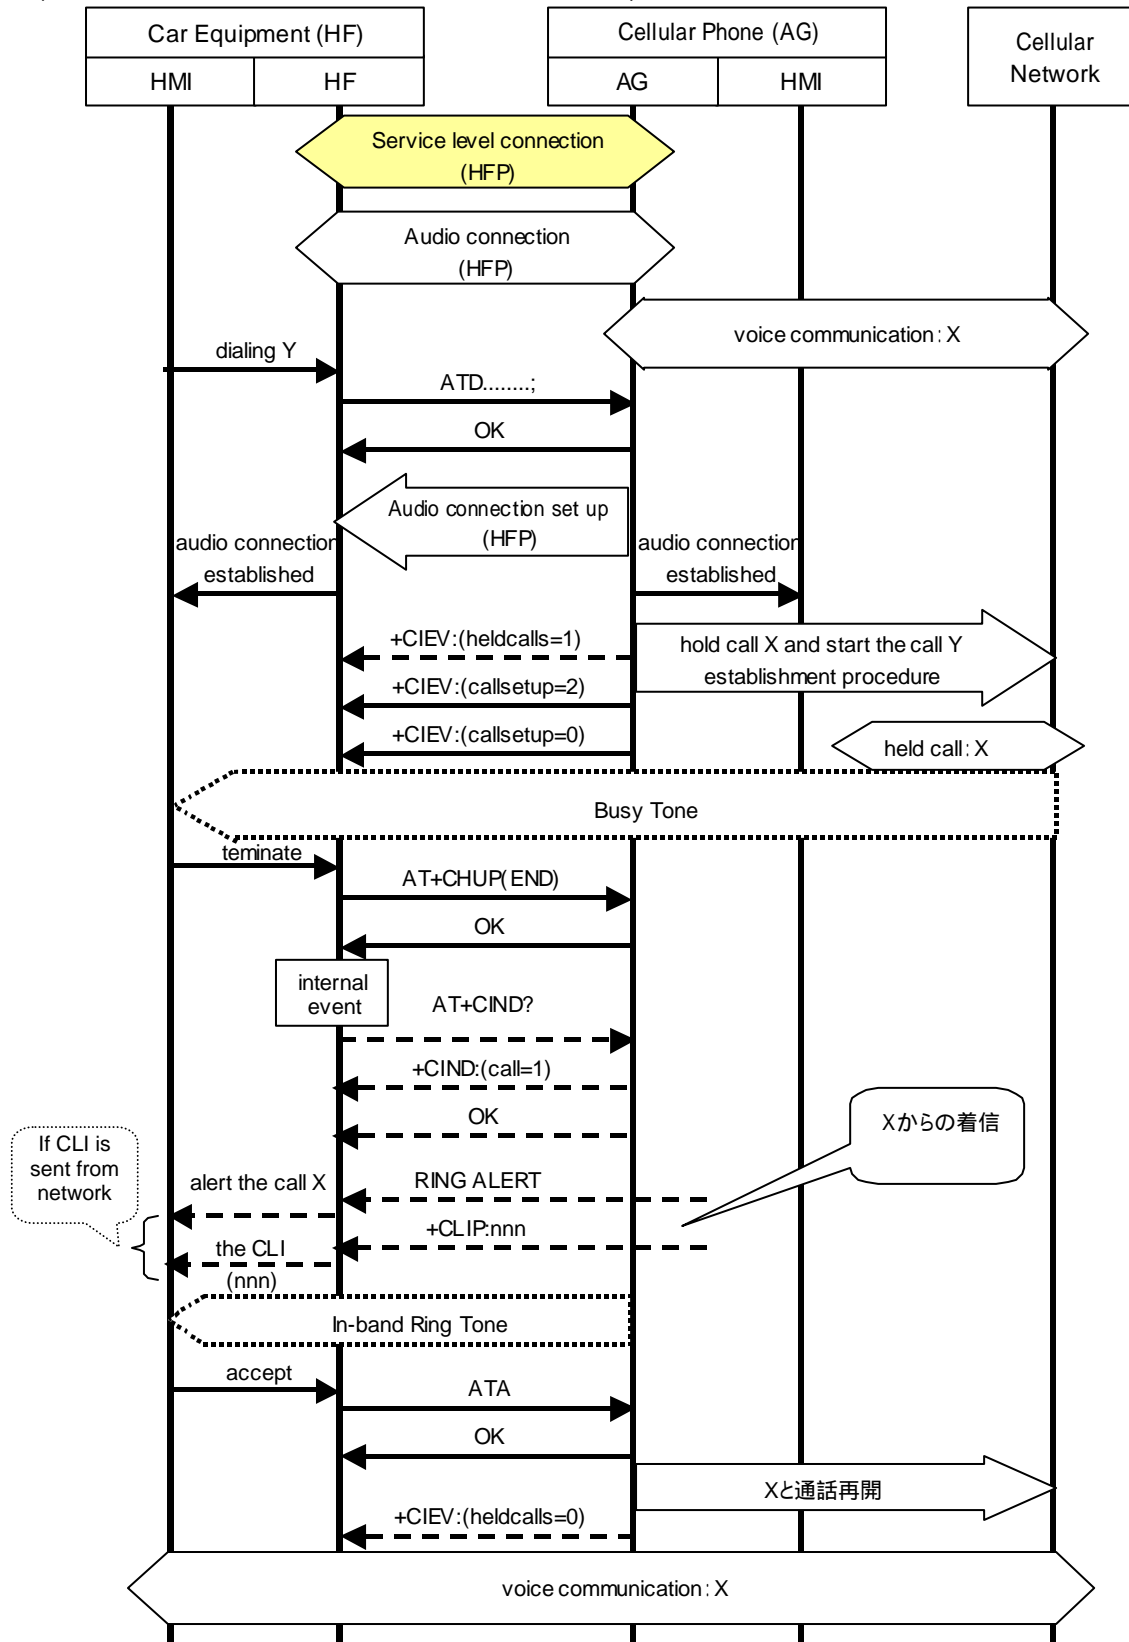 Car Equipment (HF)
Cellular Phone (AG)
Cellular
Network
HMI
HF
AG
HMI
Service level connection
(HFP)
Audio connection
(HFP)
voice communication: X
dialing Y
ATD........;
OK
Audio connection set up
(HFP)
audio connection
established
audio connection
established
+CIEV:(heldcalls=1)
hold call X and start the call Y
establishment procedure
+CIEV:(callsetup=2)
+CIEV:(callsetup=0)
held call: X
Busy Tone
teminate
AT+CHUP(END)
OK
internal
event
AT+CIND?
+CIND:(call=1)
OK
Xからの着信
If CLI is
sent from
network
RING ALERT
alert the call X
+CLIP:nnn
the CLI
(nnn)
In-band Ring Tone
accept
ATA
OK
Xと通話再開
+CIEV:(heldcalls=0)
voice communication: X